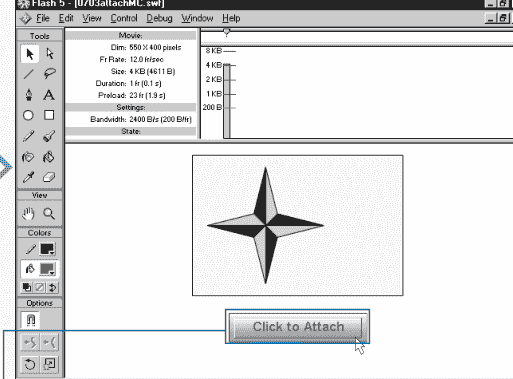 Flash 5 - [0703attachMC.swf]
File Edit View Control Debug Window Help
Tools
View
Colors
Options
Movie:
Dim: 550 X 400 pixels
Fr Rate: 12.0 fr/sec
Size: 4 KB (4611 B)
Duration: 1 fr (0.1 s)
Preload: 23 fr (1.9 s)
Settings:
Bandwidth: 2400 B/s (200 B/fr)
State:
8 KB
4 KB
2 KB
1 KB
200 B
Click to Attach